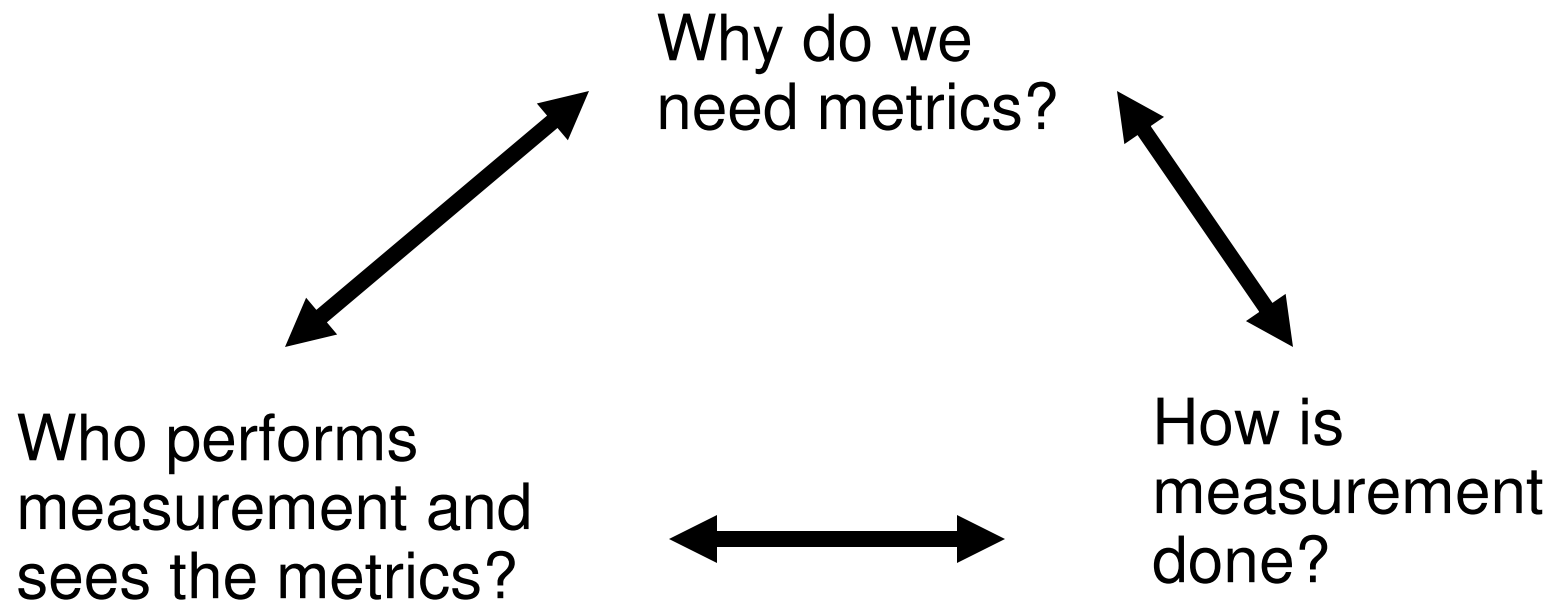 Why do we
need metrics?
Who performs
measurement and
sees the metrics?
How is
measurement
done?